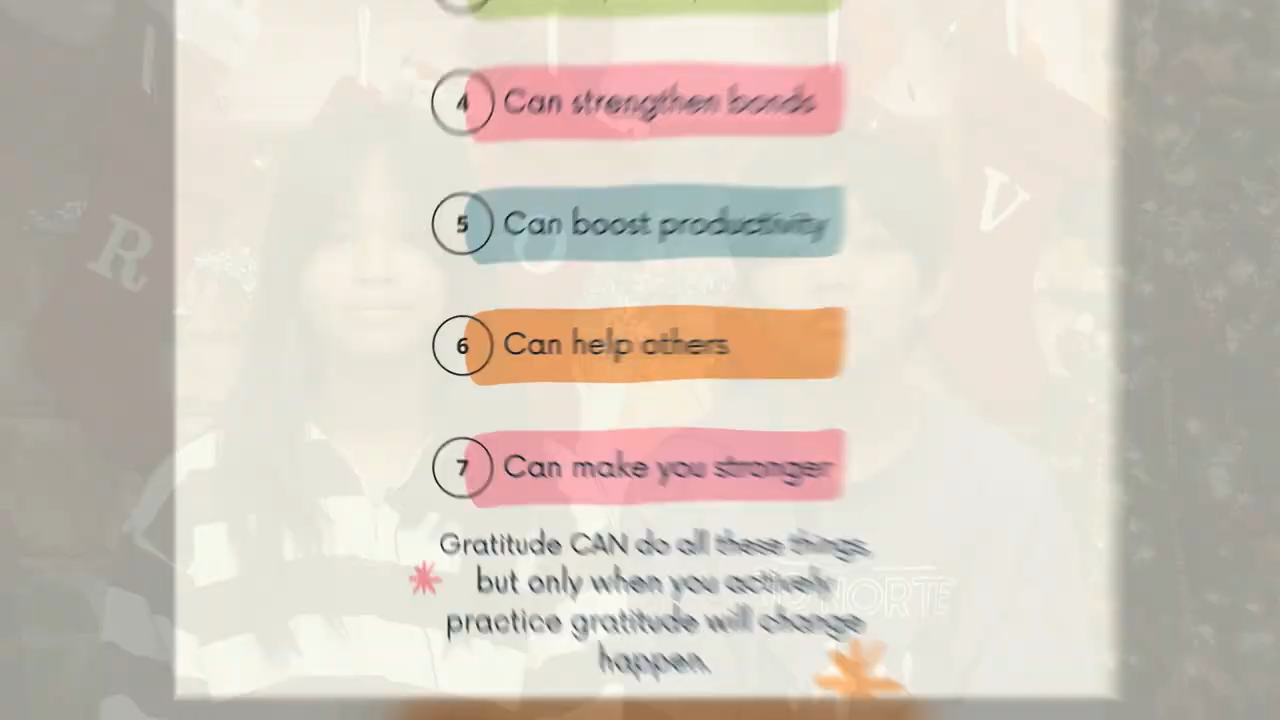 4 Can strengthen bonds
5 Can boost productivity
6 Can help others
7 Can make you stronger
Gratitude CAN do all these things,
but only when you actively
practice gratitude will change
happen.
R
V
NORTE